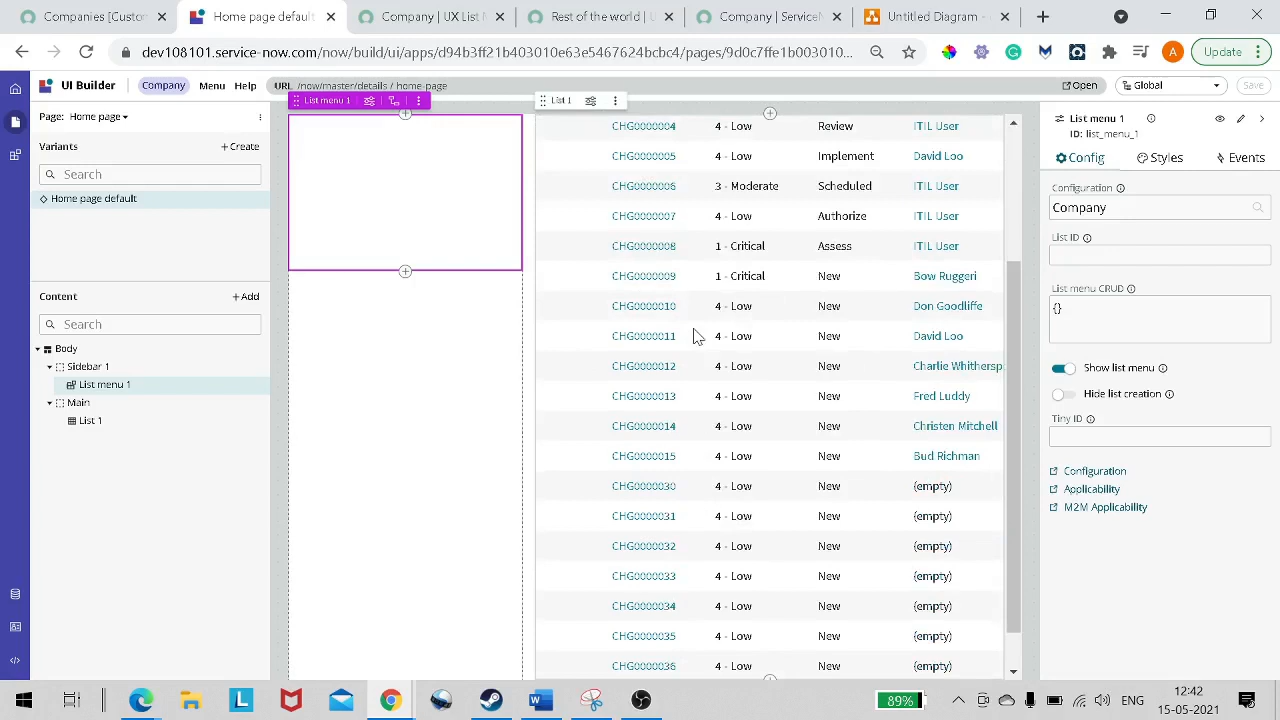 Companies [Custom
Home page default
Company | UX List
Rest of the World |
Company | Service
Untitled Diagram -
dev108101.service-now.com/now/build/ui/apps/d94b3ff21b403010e63e5467624bcbc4/pages/9d0c7ffe1b003010...
A
Update
UI Builder
Company
Menu
Help
URL /now/master/details / home-page
Open
Global
Save
Page: Home page
Variants
+ Create
Search
Home page default
Content
+ Add
Search
Body
Sidebar 1
List menu 1
Main
List 1
List menu 1
List 1
CHG0000004 4 - Low Review ITIL User
CHG0000005 4 - Low Implement David Loo
CHG0000006 3 - Moderate Scheduled ITIL User
CHG0000007 4 - Low Authorize ITIL User
CHG0000008 1 - Critical Assess ITIL User
CHG0000009 1 - Critical New Bow Ruggeri
CHG0000010 4 - Low New Don Goodliffe
CHG0000011 4 - Low New David Loo
CHG0000012 4 - Low New Charlie Whithersp
CHG0000013 4 - Low New Fred Luddy
CHG0000014 4 - Low New Christen Mitchell
CHG0000015 4 - Low New Bud Richman
CHG0000030 4 - Low New (empty)
CHG0000031 4 - Low New (empty)
CHG0000032 4 - Low New (empty)
CHG0000033 4 - Low New (empty)
CHG0000034 4 - Low New (empty)
CHG0000035 4 - Low New (empty)
CHG0000036 4 - Low New (empty)
List menu 1
ID: list_menu_1
Config
Styles
Events
Configuration
Company
List ID
List menu CRUD
{}
Show list menu
Hide list creation
Tiny ID
Configuration
Applicability
M2M Applicability
L
W
89%
ENG
12:42
15-05-2021